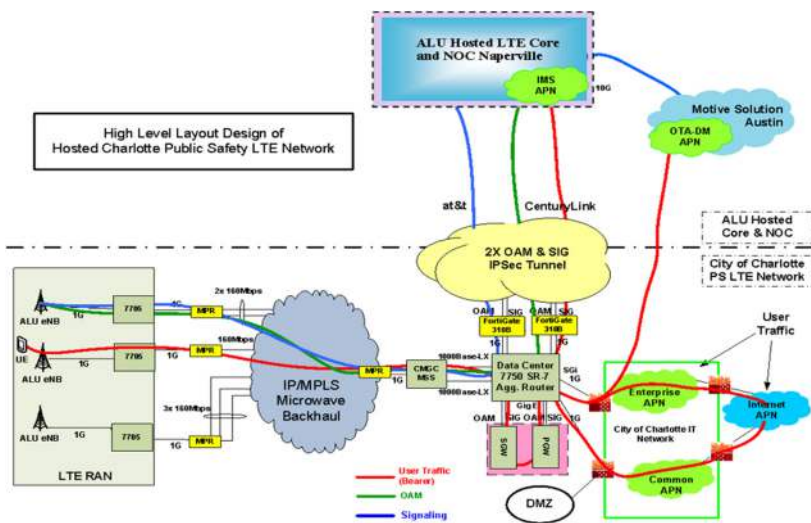 ALU Hosted LTE Core
and NOC Naperville
IMS
APN
10G
Motive Solution
Austin
OTA-DM
APN
High Level Layout Design of
Hosted Charlotte Public Safety LTE Network
at&t
CenturyLink
ALU Hosted
Core & NOC
City of Charlotte
PS LTE Network
2X OAM & SIG
IPSec Tunnel
OAM
SIG
OAM
SIG
FortiGate
310B
FortiGate
310B
1G
1G
ALU eNB
1G
7705
MPR
2x 160Mbps
UE
ALU eNB
1G
7705
1G
MPR
160Mbps
ALU eNB
1G
7705
1G
MPR
3x 160Mbps
LTE RAN
IP/MPLS
Microwave
Backhaul
MPR
1G
CMGC
MSS
1000Base-LX
1G
1000Base-LX
Data Center
7750 SR-7
Agg. Router
SGi
1G
GigE
OAM
SIG
OAM
SIG
1G
SGW
PGW
User
Traffic
Enterprise
APN
City of Charlotte IT
Network
Common
APN
Internet
APN
DMZ
User Traffic
(Bearer)
OAM
Signaling